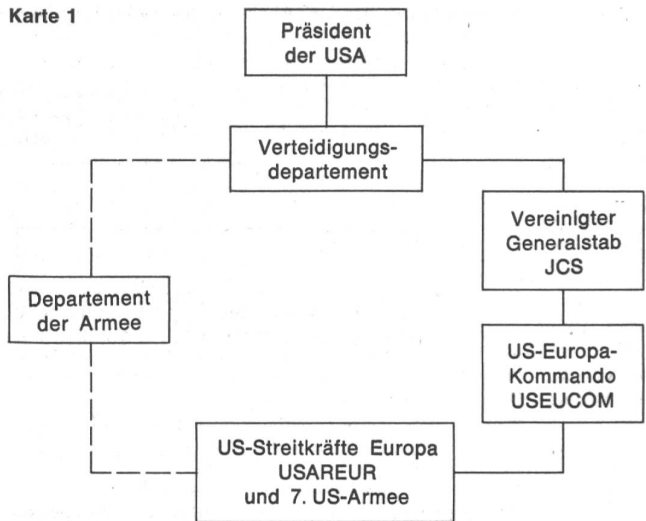 Karte 1
Präsident
der USA
Verteidigungs-
departement
Vereinigter
Generalstab
JCS
Departement
der Armee
US-Europa-
Kommando
USEUCOM
US-Streitkräfte Europa
USAREUR
und 7. US-Armee